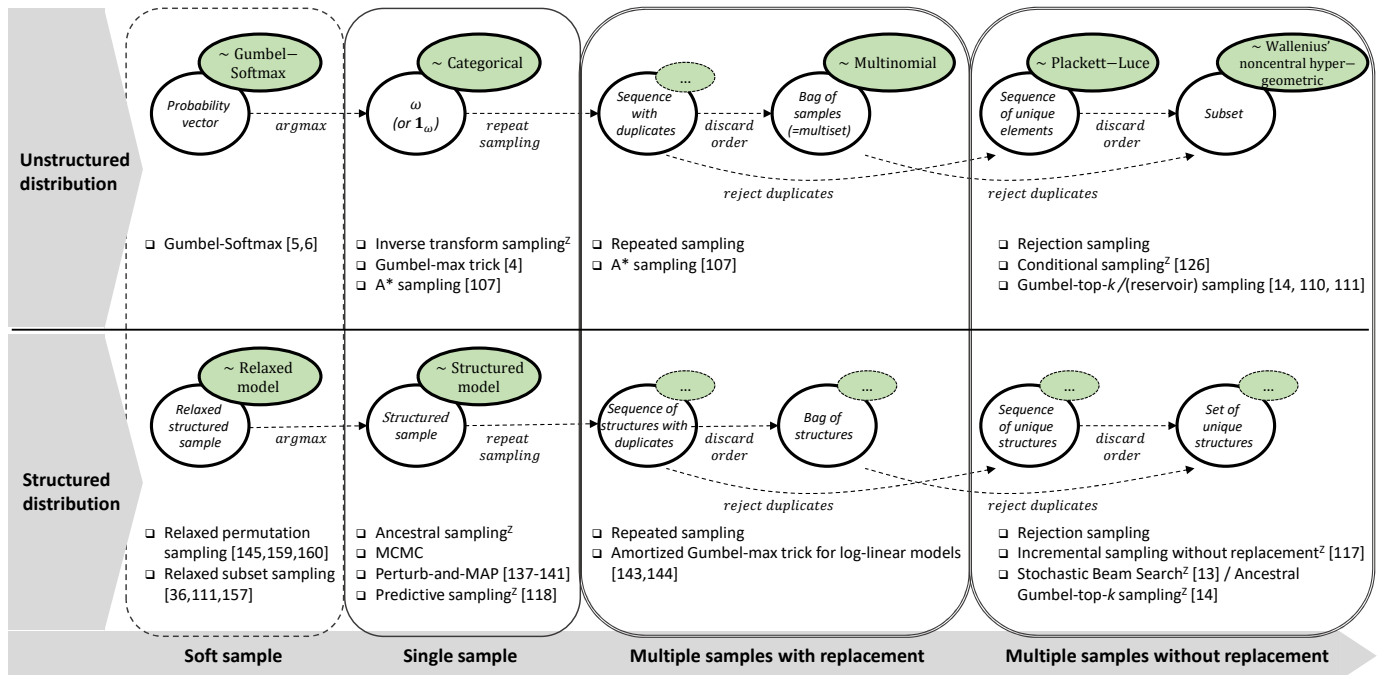 Unstructured
distribution
~ Gumbel−
Softmax
Probability
vector
argmax
~ Categorical
ω
(or 1ω)
repeat
sampling
...
Sequence
with
duplicates
discard
order
~ Multinomial
Bag of
samples
(=multiset)
reject duplicates
~ Plackett−Luce
Sequence
of unique
elements
discard
order
~ Wallenius'
noncentral hyper−
geometric
Subset
reject duplicates
❑ Gumbel-Softmax [5,6]
❑ Inverse transform samplingᶻ
❑ Gumbel-max trick [4]
❑ A* sampling [107]
❑ Repeated sampling
❑ A* sampling [107]
❑ Rejection sampling
❑ Conditional samplingᶻ [126]
❑ Gumbel-top-k /(reservoir) sampling [14, 110, 111]
Structured
distribution
~ Relaxed
model
Relaxed
structured
sample
argmax
~ Structured
model
Structured
sample
repeat
sampling
...
Sequence of
structures with
duplicates
discard
order
...
Bag of
structures
reject duplicates
...
Sequence
of unique
structures
discard
order
...
Set of
unique
structures
reject duplicates
❑ Relaxed permutation
sampling [145,159,160]
❑ Relaxed subset sampling
[36,111,157]
❑ Ancestral samplingᶻ
❑ MCMC
❑ Perturb-and-MAP [137-141]
❑ Predictive samplingᶻ [118]
❑ Repeated sampling
❑ Amortized Gumbel-max trick for log-linear models
[143,144]
❑ Rejection sampling
❑ Incremental sampling without replacementᶻ [117]
❑ Stochastic Beam Searchᶻ [13] / Ancestral
Gumbel-top-k samplingᶻ [14]
Soft sample
Single sample
Multiple samples with replacement
Multiple samples without replacement